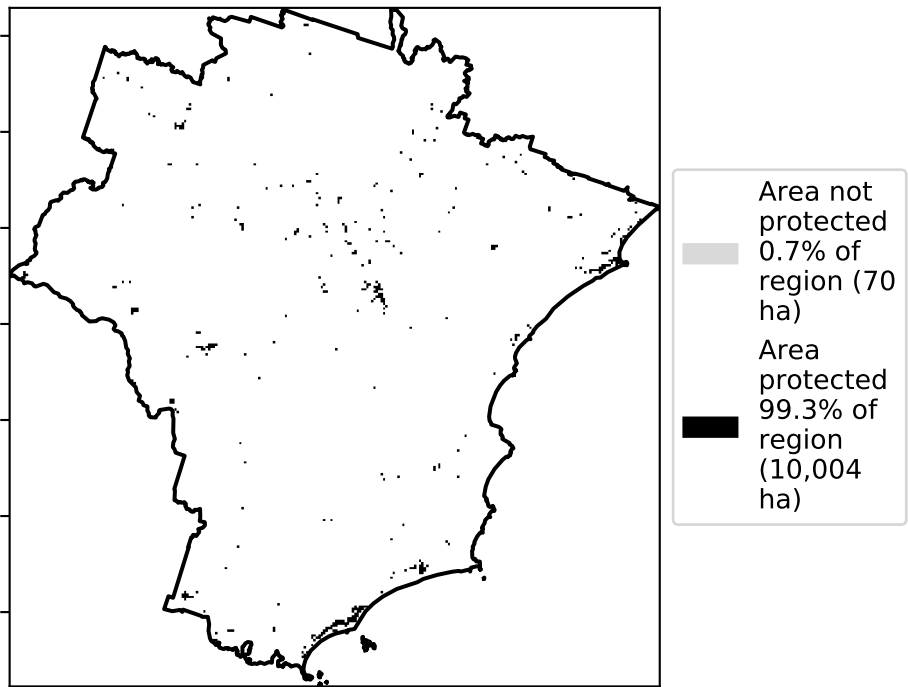 Area not
protected
0.7% of
region (70
ha)
Area
protected
99.3% of
region
(10,004
ha)